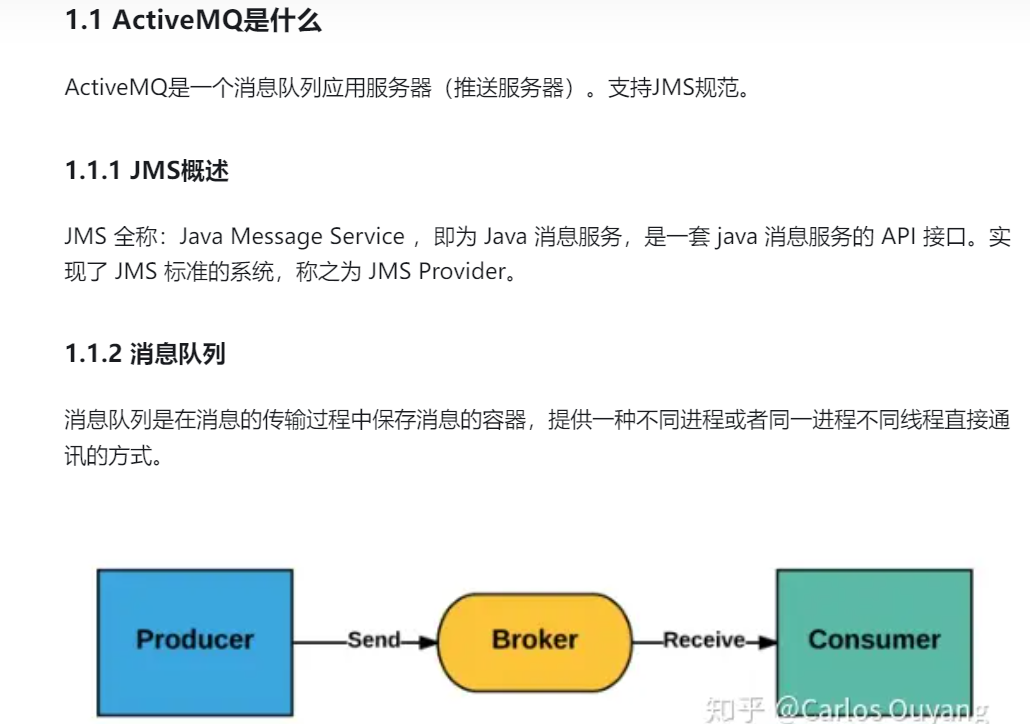 1.1 ActiveMQ是什么
ActiveMQ是一个消息队列应用服务器（推送服务器）。支持JMS规范。
1.1.1 JMS概述
JMS 全称：Java Message Service ，即为 Java 消息服务，是一套 java 消息服务的 API 接口。实
现了 JMS 标准的系统，称之为 JMS Provider。
1.1.2 消息队列
消息队列是在消息的传输过程中保存消息的容器，提供一种不同进程或者同一进程不同线程直接通
讯的方式。
Producer
Send
Broker
Receive
Consumer
知乎 @Carlos Ouyang